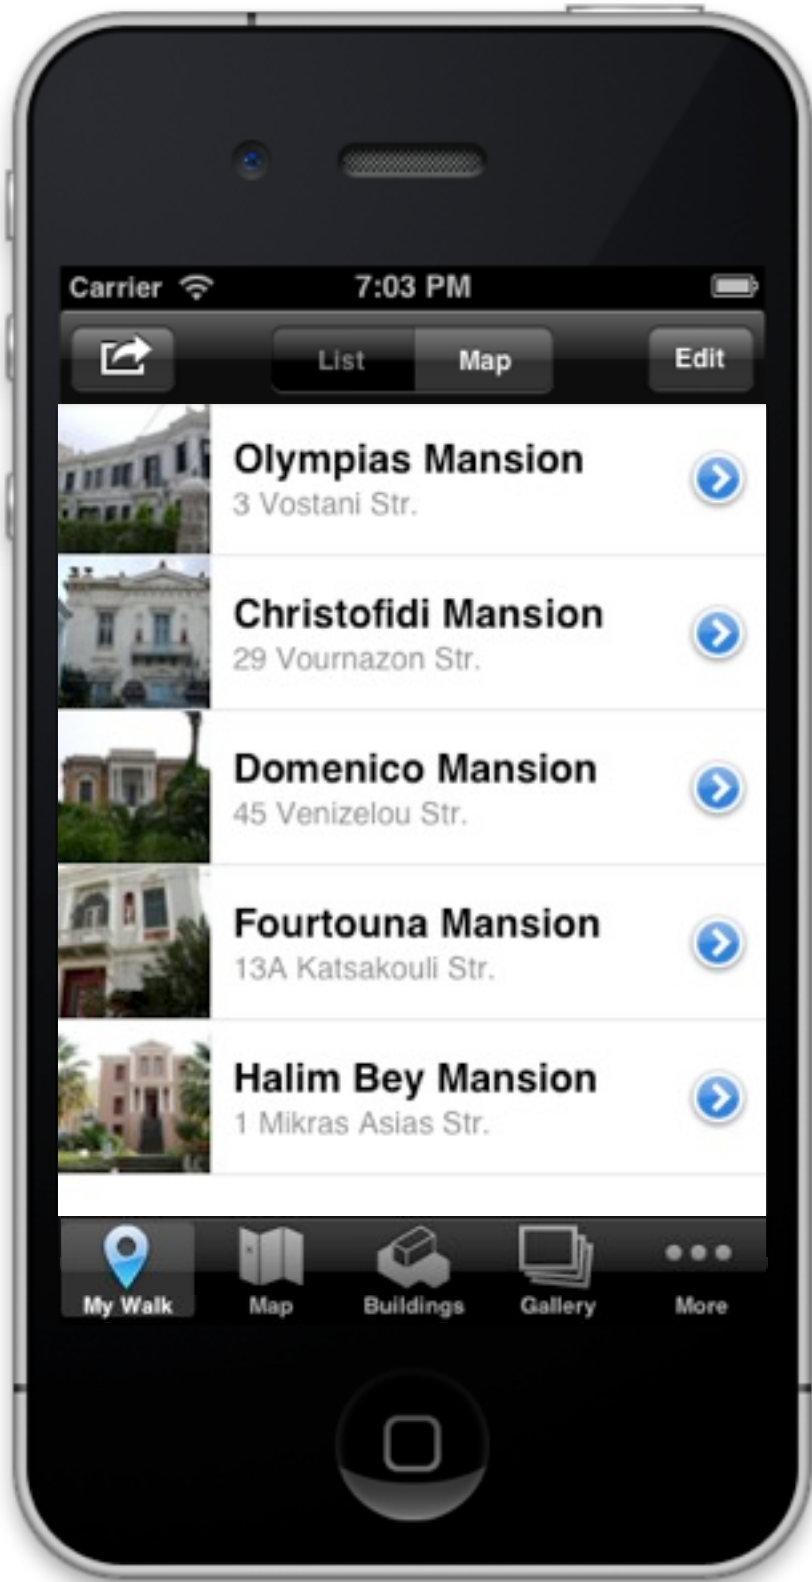 Carrier 7:03 PM
List Map Edit
Olympias Mansion
3 Vostani Str.
Christofidi Mansion
29 Vournazon Str.
Domenico Mansion
45 Venizelou Str.
Fourtouna Mansion
13A Katsakouli Str.
Halim Bey Mansion
1 Mikras Asias Str.
My Walk Map Buildings Gallery More